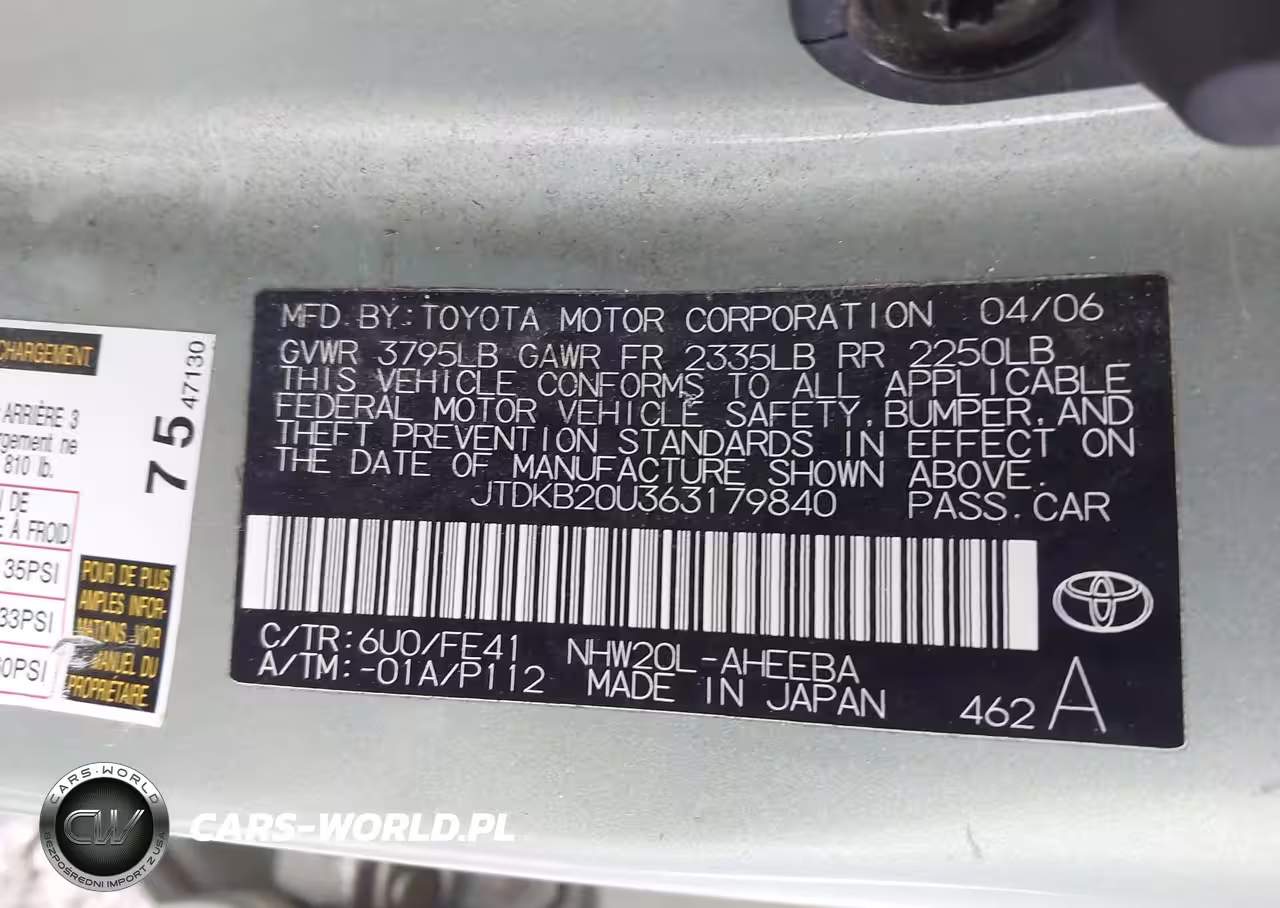 CHARGEMENT
ARRIÈRE 3
rgement ne
810 lb.
DE
À FROID
35PSI
33PSI
60PSI
75
47130
POUR DE PLUS
AMPLES INFOR-
MATIONS, VOIR
MANUEL DU
PROPRIÉTAIRE.
MFD. BY: TOYOTA MOTOR CORPORATION 04/06
GVWR 3795LB GAWR FR 2335LB RR 2250LB
THIS VEHICLE CONFORMS TO ALL APPLICABLE
FEDERAL MOTOR VEHICLE SAFETY, BUMPER, AND
THEFT PREVENTION STANDARDS IN EFFECT ON
THE DATE OF MANUFACTURE SHOWN ABOVE.
JTDKB20U363179840 PASS. CAR
C/TR: 6U0/FE41 NHW20L-AHEEBA
A/TM: -01A/P112 MADE IN JAPAN
462 A
CARS-WORLD
CW
BEZPOŚREDNI IMPORT Z USA
CARS-WORLD.PL